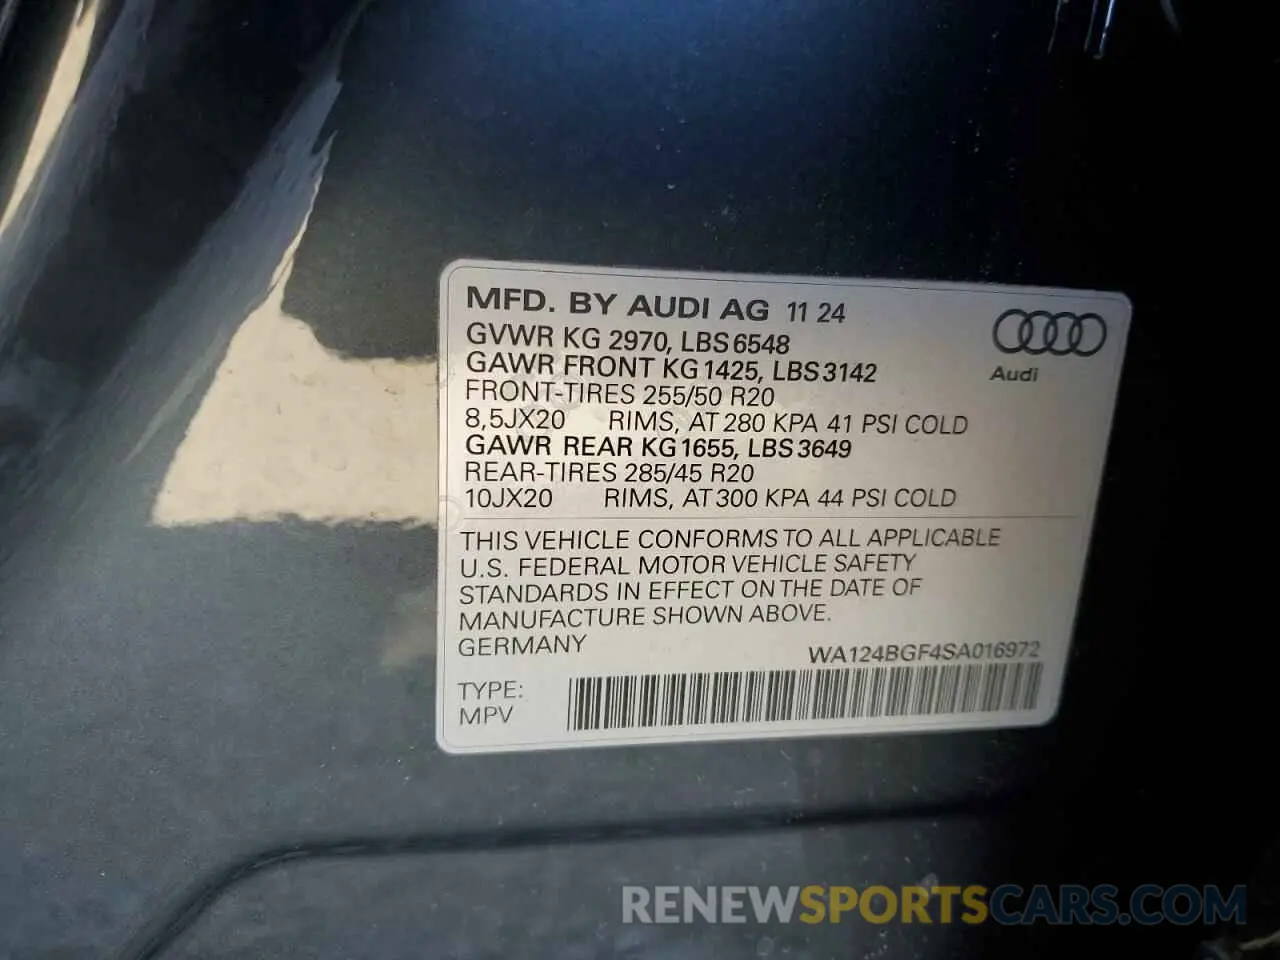 MFD. BY AUDI AG 11 24
GVWR KG 2970, LBS 6548
GAWR FRONT KG 1425, LBS 3142
FRONT-TIRES 255/50 R20
8,5JX20 RIMS, AT 280 KPA 41 PSI COLD
GAWR REAR KG 1655, LBS 3649
REAR-TIRES 285/45 R20
10JX20 RIMS, AT 300 KPA 44 PSI COLD
Audi
THIS VEHICLE CONFORMS TO ALL APPLICABLE
U.S. FEDERAL MOTOR VEHICLE SAFETY
STANDARDS IN EFFECT ON THE DATE OF
MANUFACTURE SHOWN ABOVE.
GERMANY
WA124BGF4SA016972
TYPE:
MPV
RENEWSPORTSCARS.COM